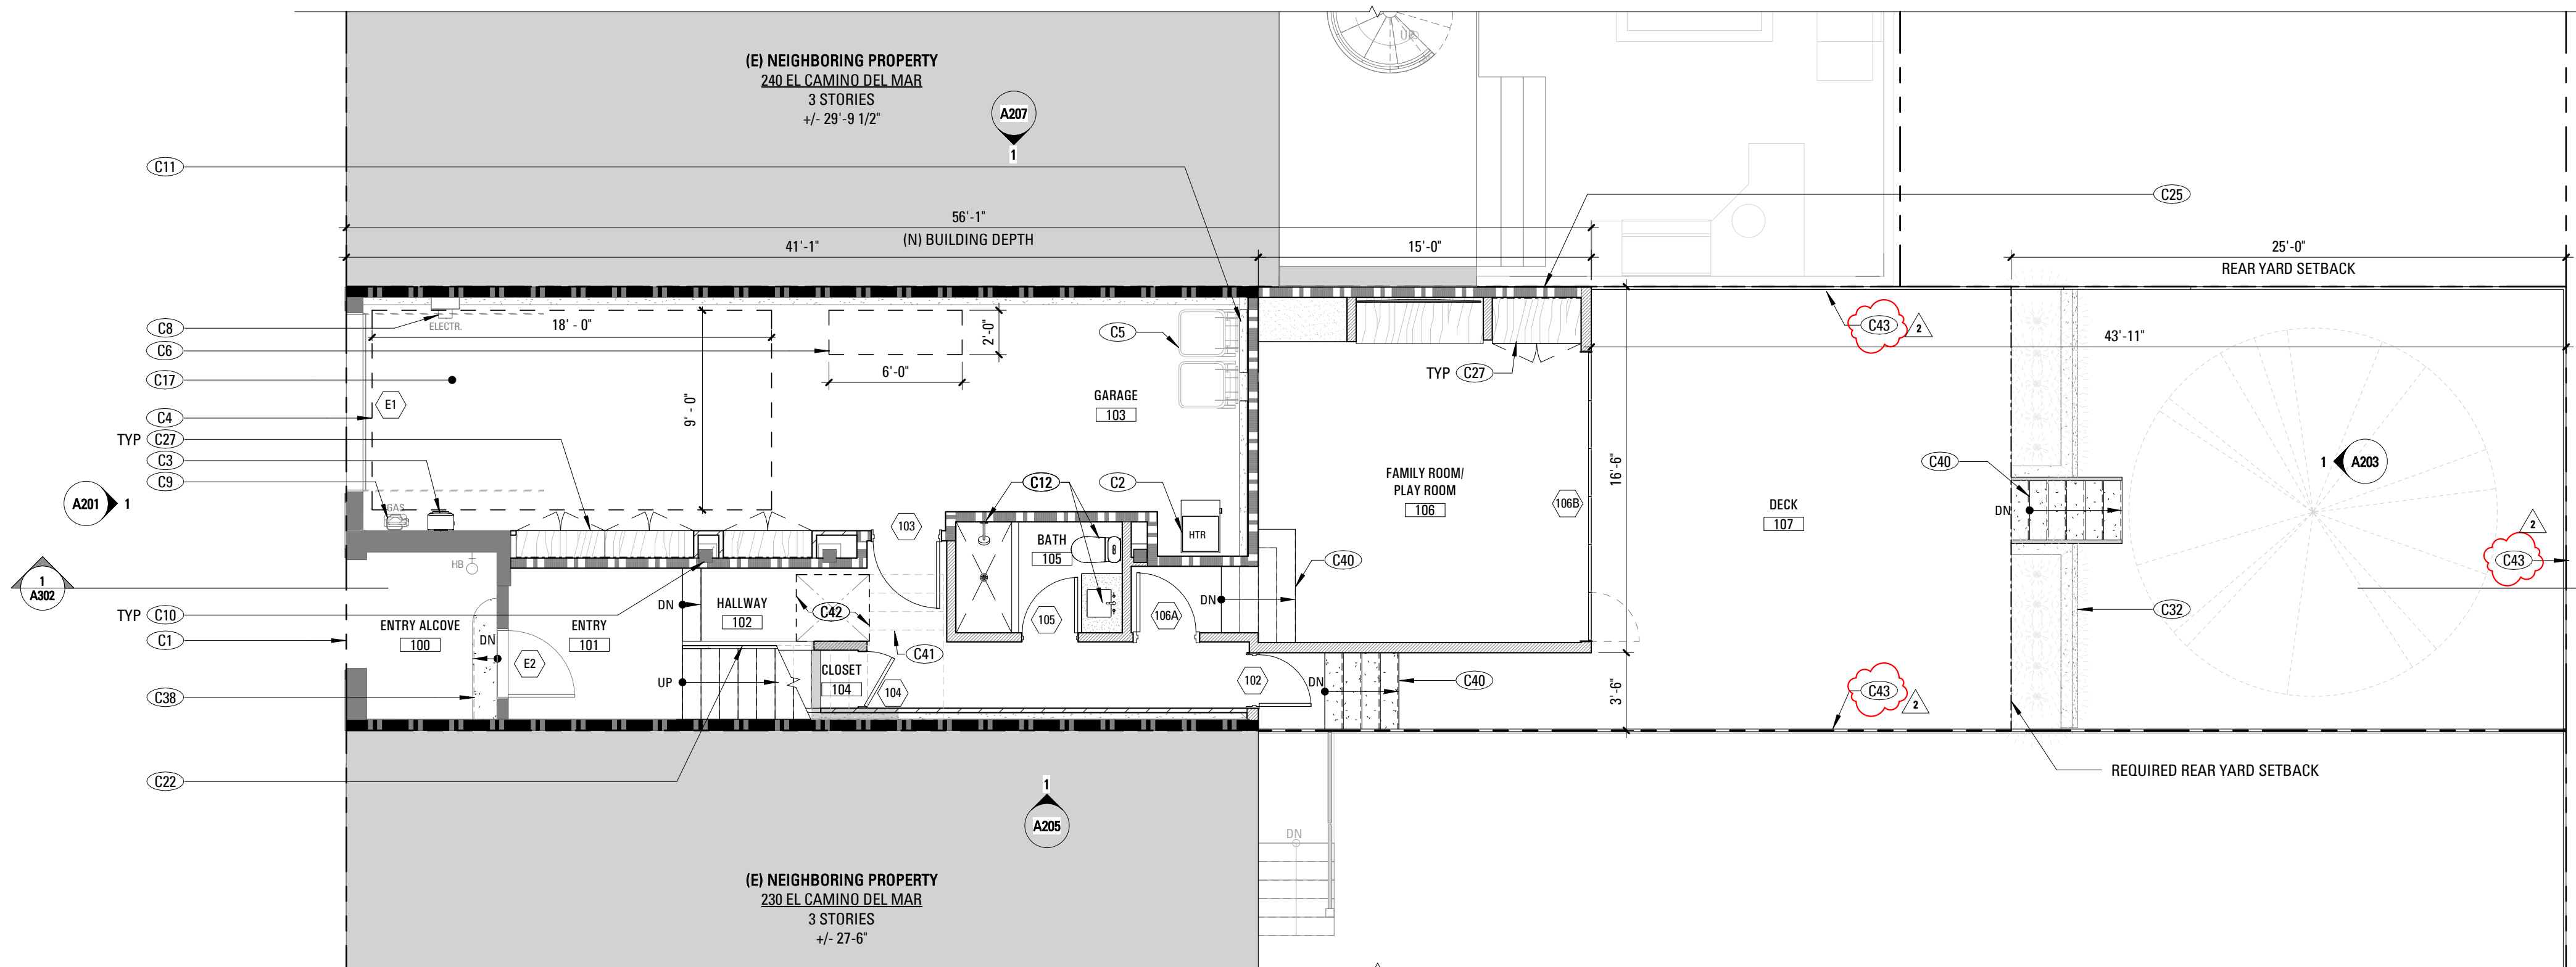 (E) NEIGHBORING PROPERTY
240 EL CAMINO DEL MAR
3 STORIES
+/- 29'-9 1/2"
UP
A207
1
C11
C25
56'-1"
(N) BUILDING DEPTH
41'-1"
15'-0"
25'-0"
REAR YARD SETBACK
C8
ELECTR.
18' - 0"
2'-0"
C5
C43
2
43'-11"
C6
6'-0"
TYP C27
C17
GARAGE
103
E1
9' - 0"
C4
TYP C27
C3
C9
GAS
A201
1
C12
C2
FAMILY ROOM/
PLAY ROOM
106
106B
16'-6"
DECK
107
C40
DN
1
A203
103
HTR
BATH
105
2
C43
1
A302
HB
C40
TYP C10
DN
HALLWAY
102
C42
105
106A
DN
C32
C1
ENTRY ALCOVE
100
DN
ENTRY
101
E2
C41
CLOSET
104
104
UP
102
DN
C40
3'-6"
C43
2
C38
C22
REQUIRED REAR YARD SETBACK
1
A205
DN
(E) NEIGHBORING PROPERTY
230 EL CAMINO DEL MAR
3 STORIES
+/- 27-6"